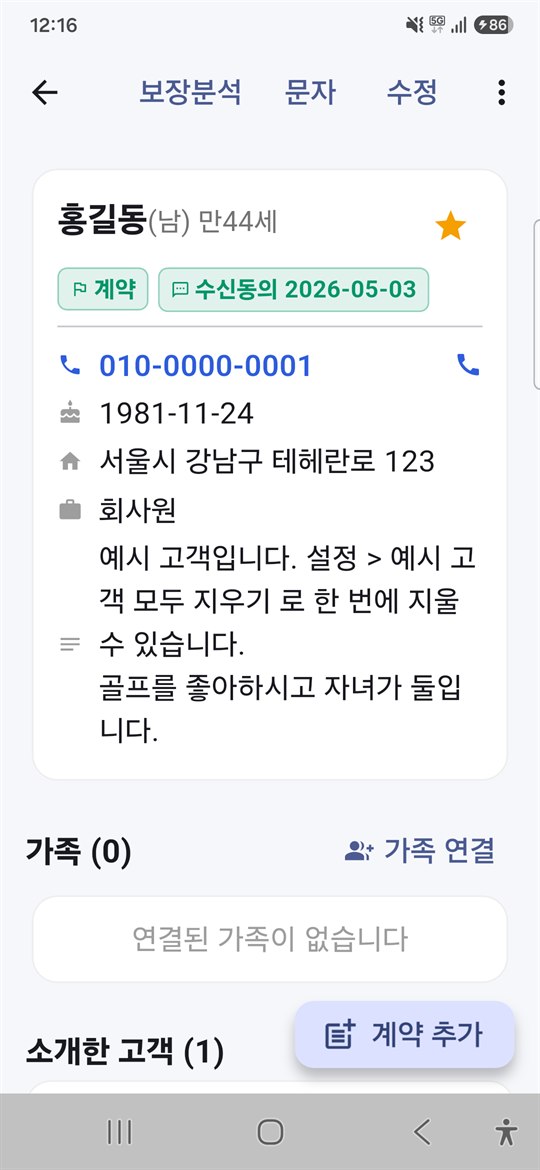 12:16
5G
86
보장분석 문자 수정
홍길동(남) 만44세
계약 수신동의 2026-05-03
010-0000-0001
1981-11-24
서울시 강남구 테헤란로 123
회사원
예시 고객입니다. 설정 > 예시 고
객 모두 지우기 로 한 번에 지울
수 있습니다.
골프를 좋아하시고 자녀가 둘입
니다.
가족 (0) 가족 연결
연결된 가족이 없습니다
소개한 고객 (1)
계약 추가